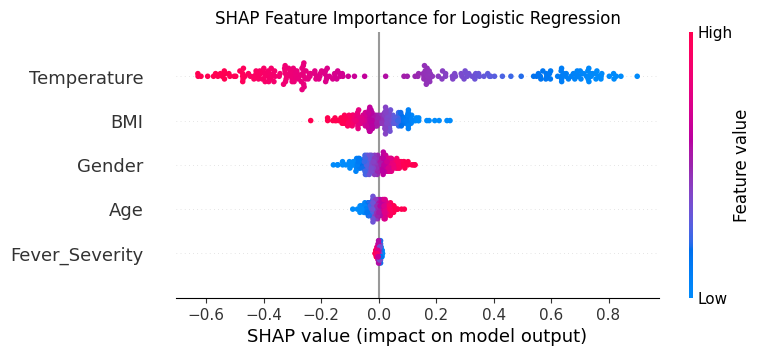 SHAP Feature Importance for Logistic Regression
High
Temperature
BMI
Gender
Age
Fever_Severity
Feature value
Low
−0.6 −0.4 −0.2 0.0 0.2 0.4 0.6 0.8
SHAP value (impact on model output)